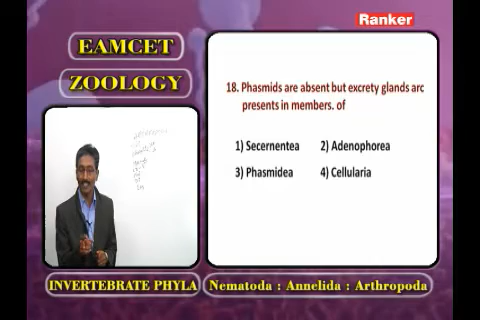 Ranker
EAMCET
ZOOLOGY
18. Phasmids are absent but excrety glands arc
presents in members. of
1) Secernentea 2) Adenophorea
3) Phasmidea 4) Cellularia
INVERTEBRATE PHYLA
Nematoda : Annelida : Arthropoda